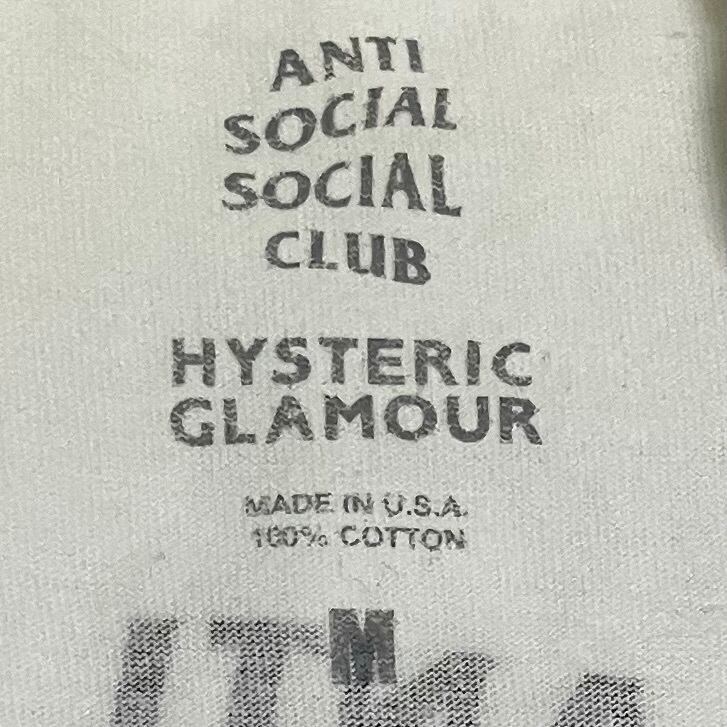 ANTI
SOCIAL
SOCIAL
CLUB
HYSTERIC
GLAMOUR
MADE IN U.S.A.
100% COTTON
M